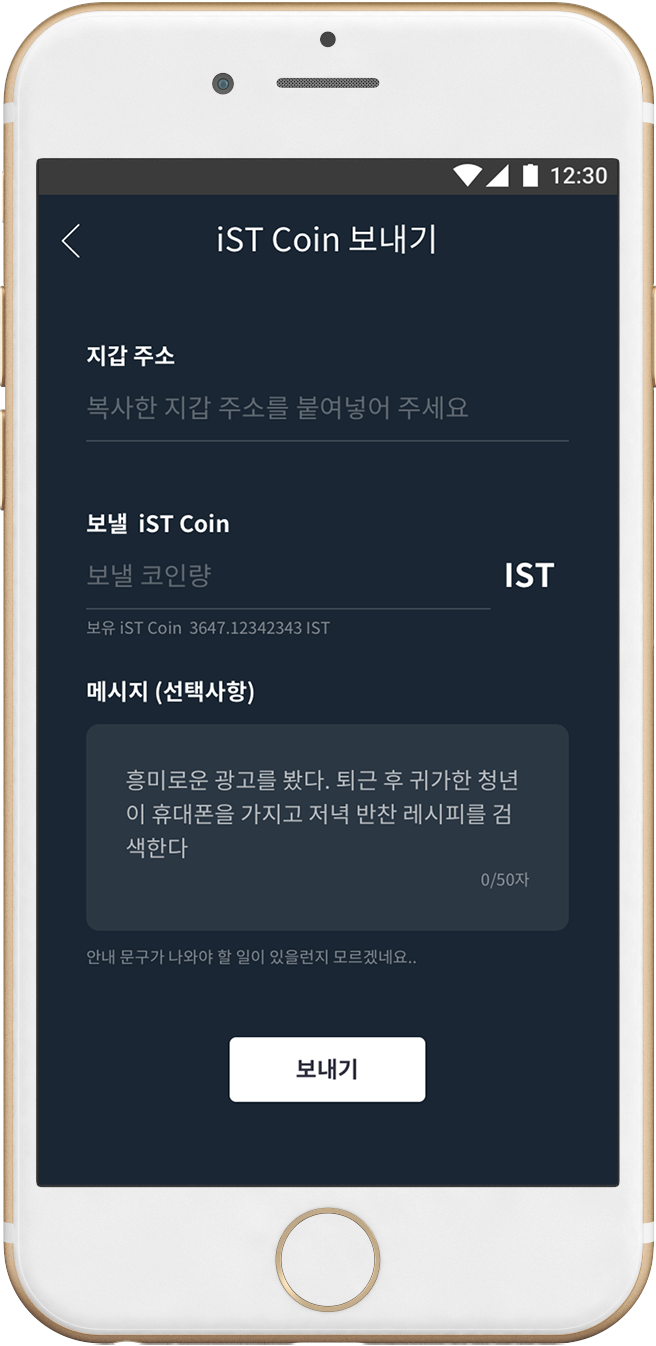 12:30
iST Coin 보내기
지갑 주소
복사한 지갑 주소를 붙여넣어 주세요
보낼 iST Coin
보낼 코인량
IST
보유 iST Coin 3647.12342343 IST
메시지 (선택사항)
흥미로운 광고를 봤다. 퇴근 후 귀가한 청년
이 휴대폰을 가지고 저녁 반찬 레시피를 검
색한다
0/50자
안내 문구가 나와야 할 일이 있을런지 모르겠네요..
보내기